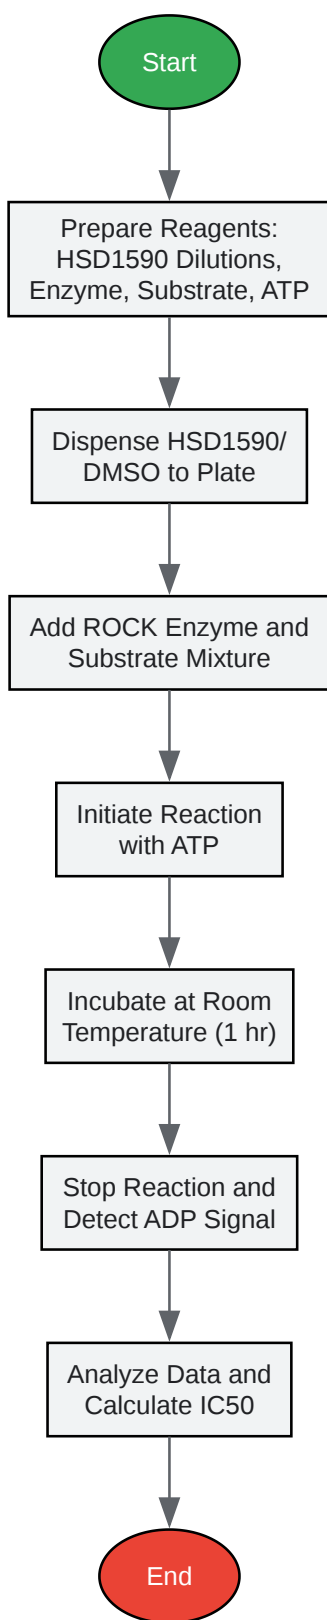 Start
Prepare Reagents:
HSD1590 Dilutions,
Enzyme, Substrate, ATP
Dispense HSD1590/
DMSO to Plate
Add ROCK Enzyme and
Substrate Mixture
Initiate Reaction
with ATP
Incubate at Room
Temperature (1 hr)
Stop Reaction and
Detect ADP Signal
Analyze Data and
Calculate IC50
End